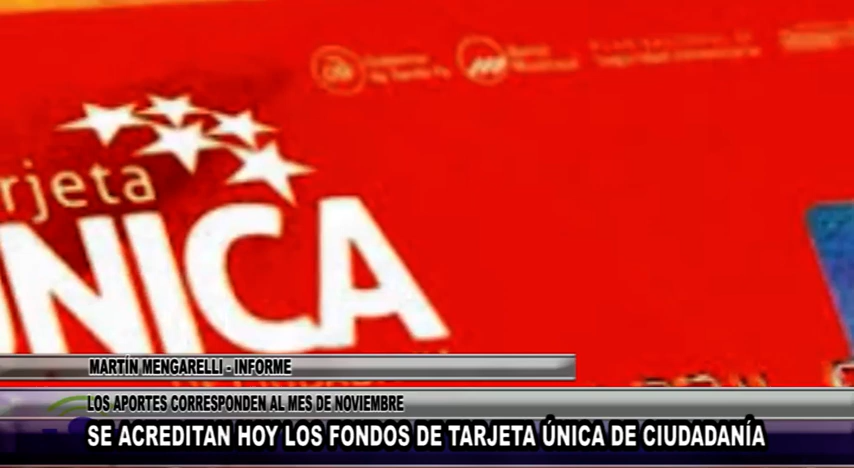 rjeta
NICA
MARTÍN MENGARELLI - INFORME
LOS APORTES CORRESPONDEN AL MES DE NOVIEMBRE
SE ACREDITAN HOY LOS FONDOS DE TARJETA ÚNICA DE CIUDADANÍA